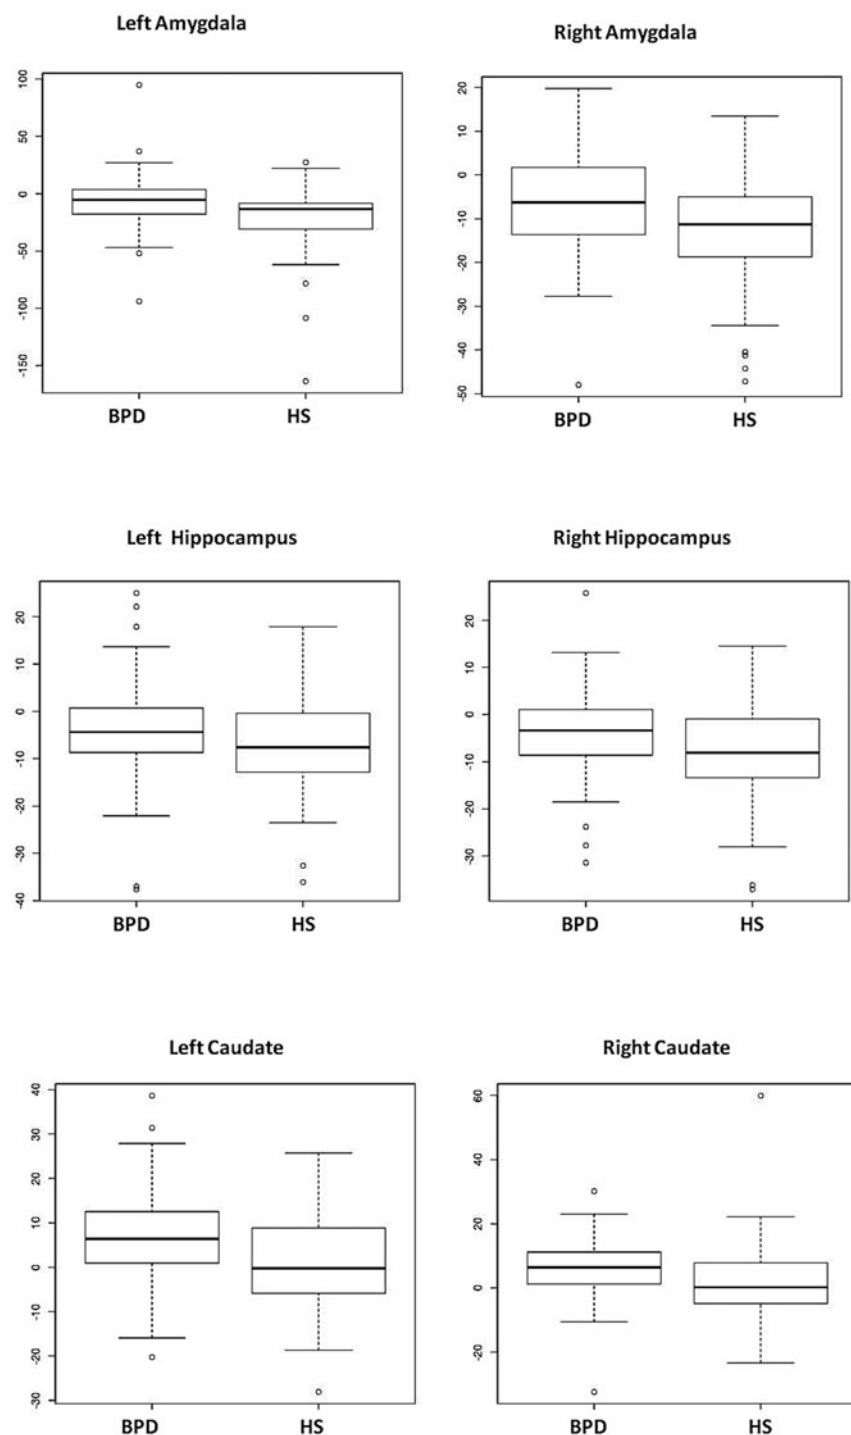 Left Amygdala
Right Amygdala
100
50
0
-50
-100
-150
BPD
HS
20
10
0
-10
-20
-30
-40
-50
BPD
HS
Left Hippocampus
Right Hippocampus
20
10
0
-10
-20
-30
-40
BPD
HS
20
10
0
-10
-20
-30
BPD
HS
Left Caudate
Right Caudate
40
30
20
10
0
-10
-20
-30
BPD
HS
60
40
20
0
-20
BPD
HS